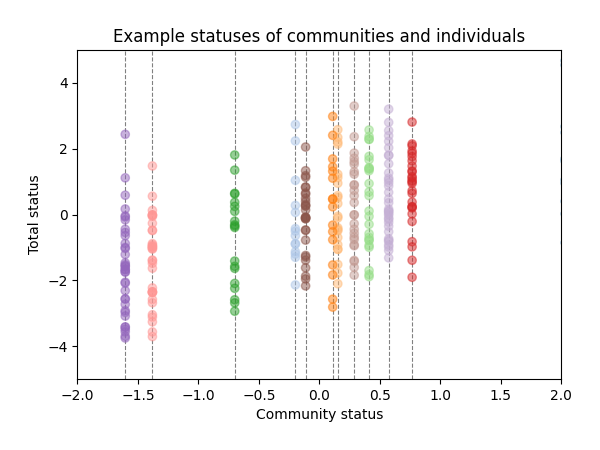 Example statuses of communities and individuals
Total status
4
2
0
−2
−4
−2.0 −1.5 −1.0 −0.5 0.0 0.5 1.0 1.5 2.0
Community status